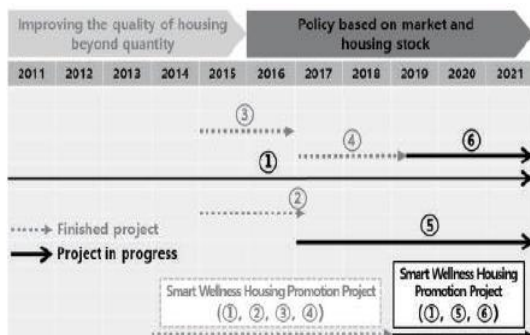 Improving the quality of housing
beyond quantity
Policy based on market and
housing stock
2011 2012 2013 2014 2015 2016 2017 2018 2019 2020 2021
③
④ ⑥
①
②
⑤
Finished project
Project in progress
Smart Wellness Housing
Promotion Project
(①, ⑤, ⑥)
Smart Wellness Housing Promotion Project
(①, ②, ③, ④)